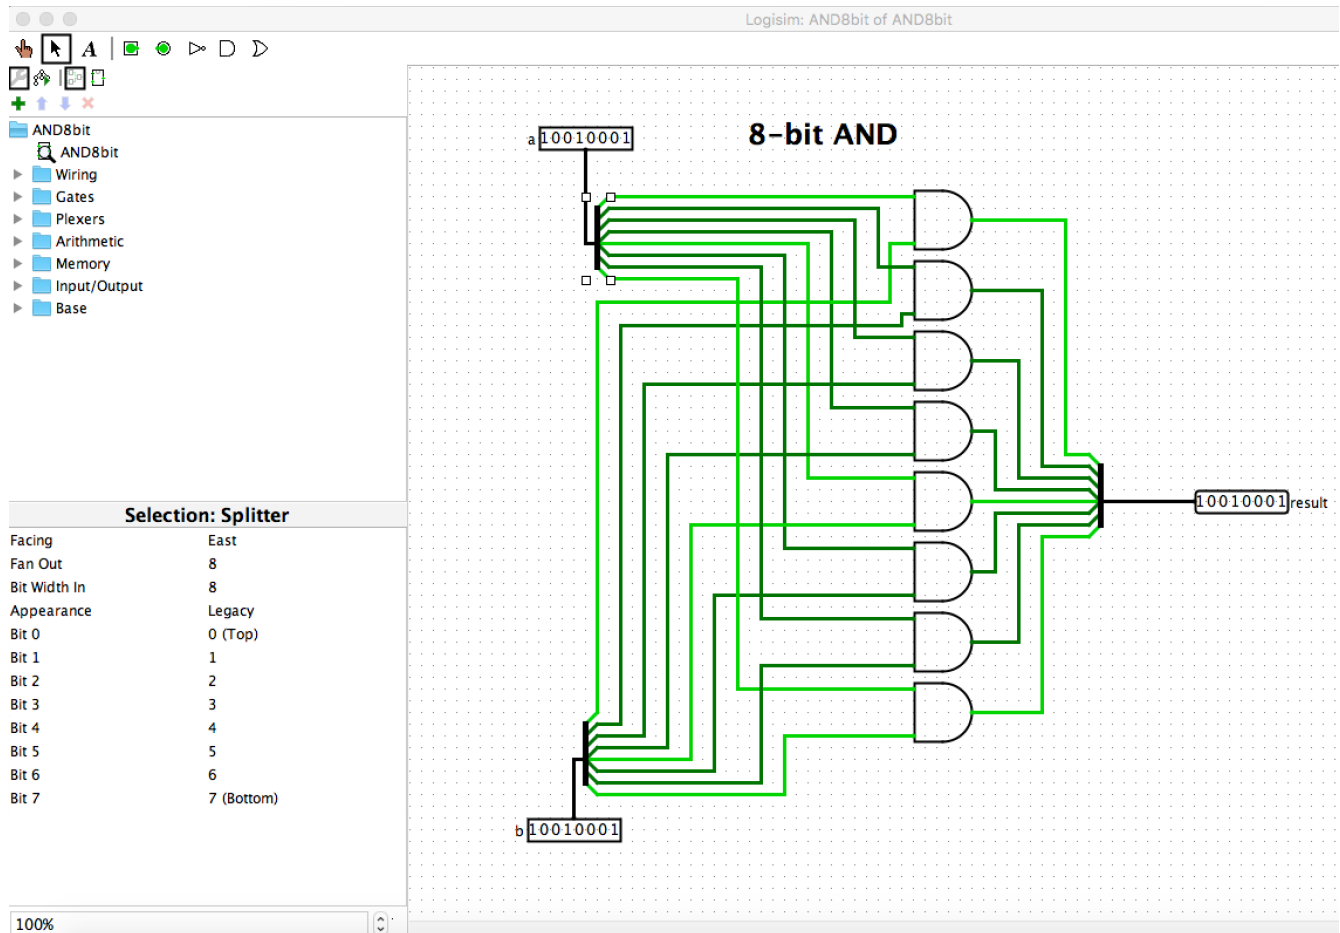 Logisim: AND8bit of AND8bit
A
AND8bit
AND8bit
Wiring
Gates
Plexers
Arithmetic
Memory
Input/Output
Base
Selection: Splitter
Facing East
Fan Out 8
Bit Width In 8
Appearance Legacy
Bit 0 0 (Top)
Bit 1 1
Bit 2 2
Bit 3 3
Bit 4 4
Bit 5 5
Bit 6 6
Bit 7 7 (Bottom)
100%
8-bit AND
a 10010001
10010001 result
b 10010001